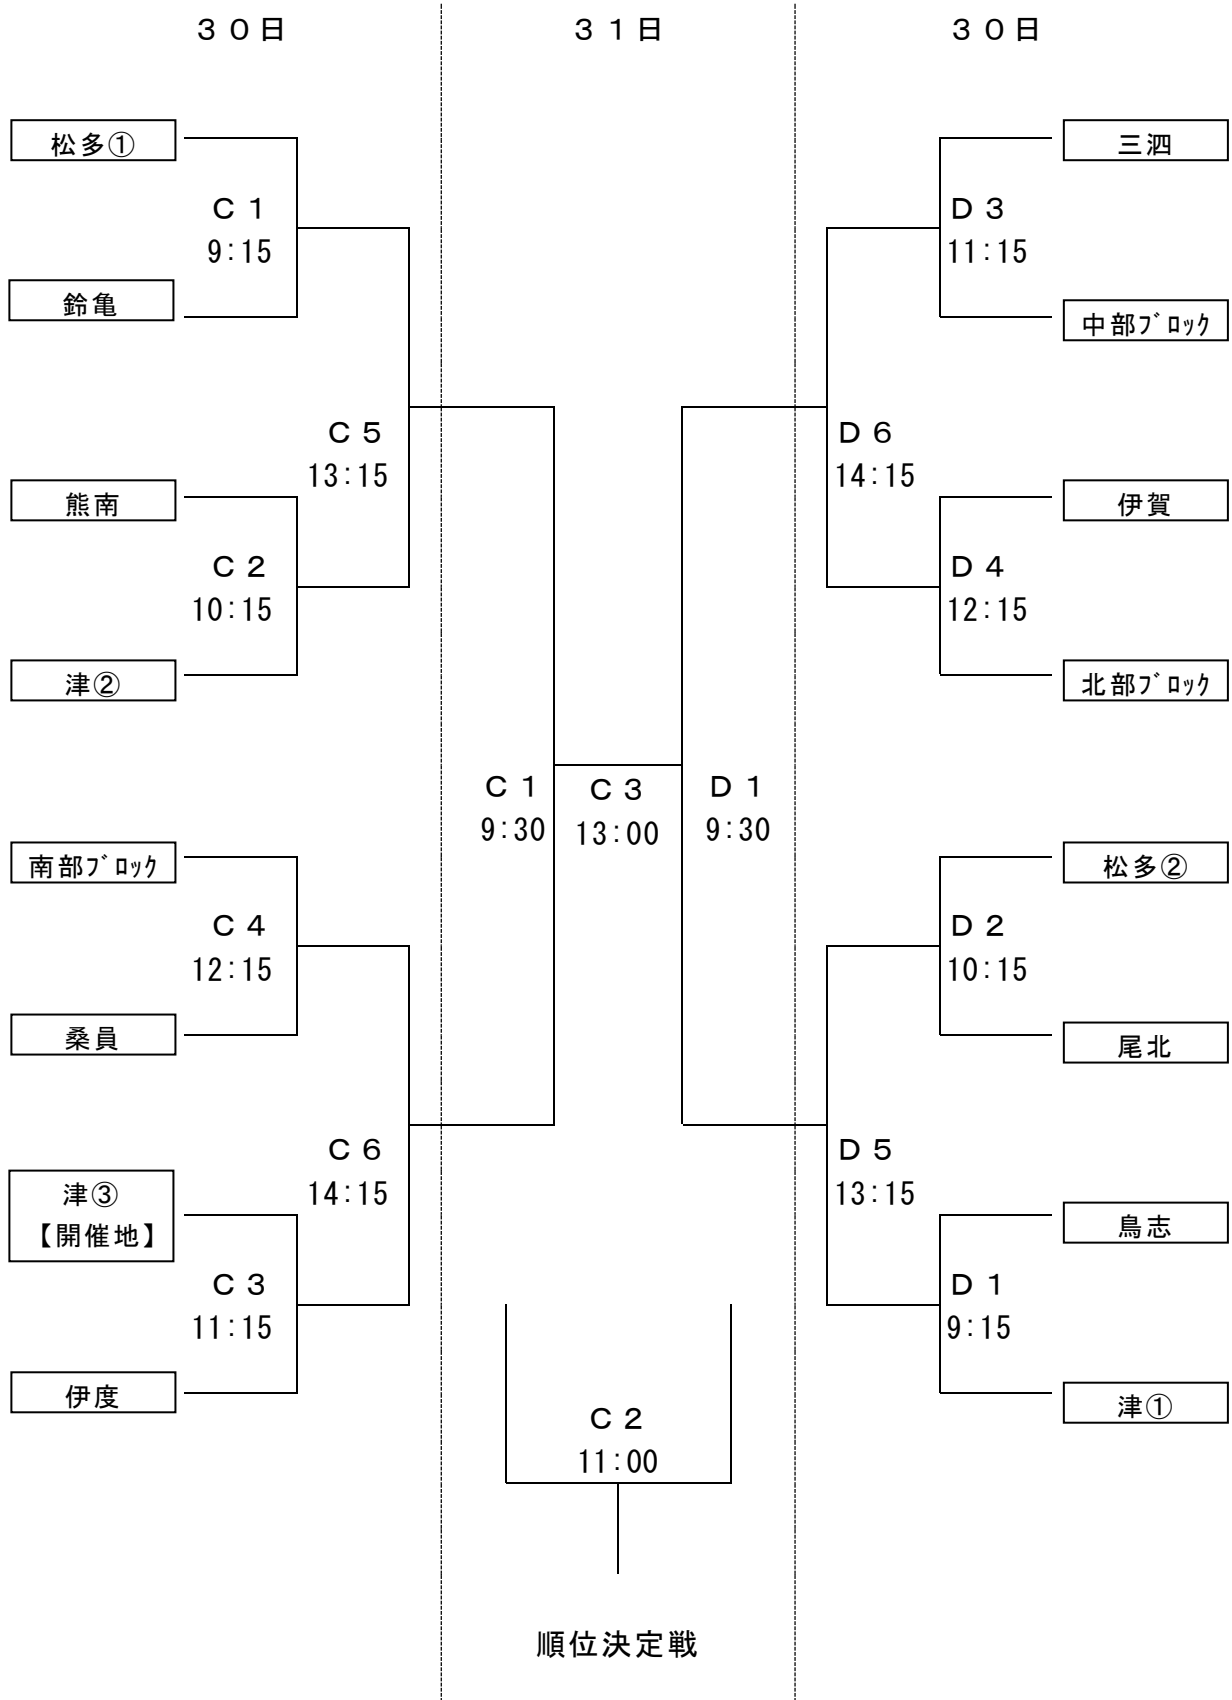 ３０日
３１日
３０日
松多①
Ｃ１
9:15
鈴亀
Ｃ５
13:15
熊南
Ｃ２
10:15
津②
南部ﾌﾞﾛｯｸ
Ｃ４
12:15
桑員
Ｃ６
14:15
津③
【開催地】
Ｃ３
11:15
伊度
Ｃ１
9:30
Ｃ３
13:00
Ｄ１
9:30
Ｃ２
11:00
順位決定戦
三泗
Ｄ３
11:15
中部ﾌﾞﾛｯｸ
Ｄ６
14:15
伊賀
Ｄ４
12:15
北部ﾌﾞﾛｯｸ
松多②
Ｄ２
10:15
尾北
Ｄ５
13:15
鳥志
Ｄ１
9:15
津①